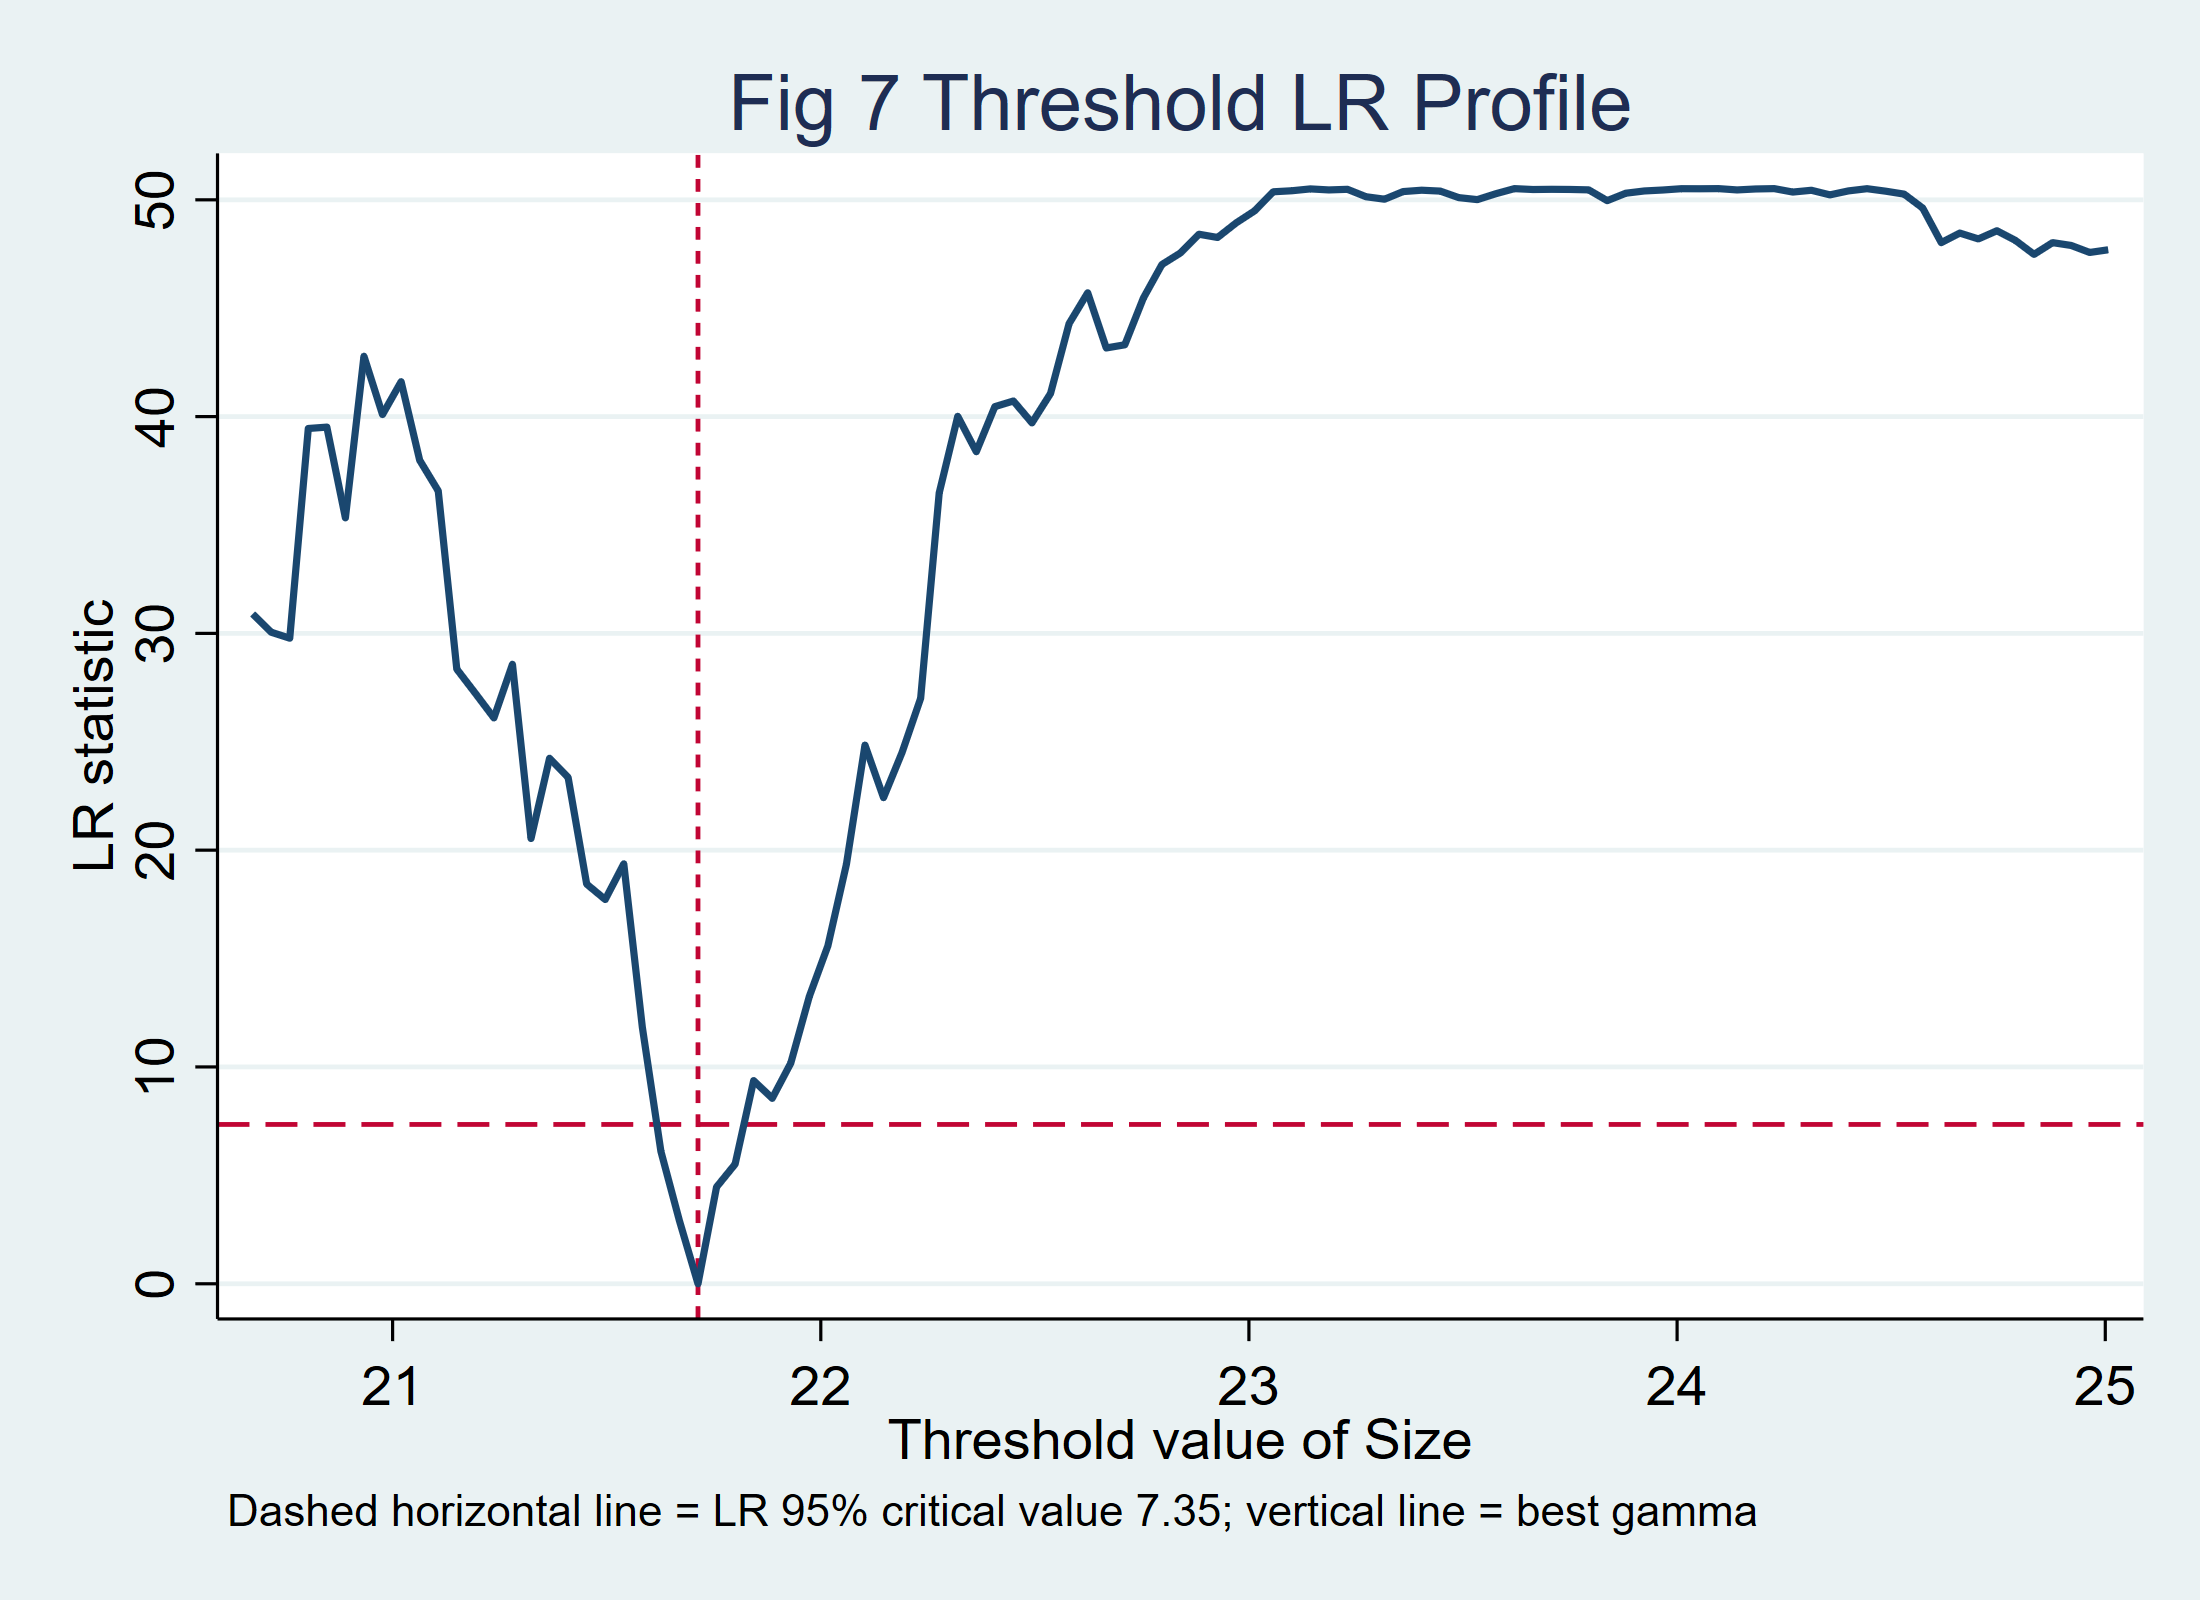 Fig 7 Threshold LR Profile
LR statistic
50
40
30
20
10
0
21 22 23 24 25
Threshold value of Size
Dashed horizontal line = LR 95% critical value 7.35; vertical line = best gamma